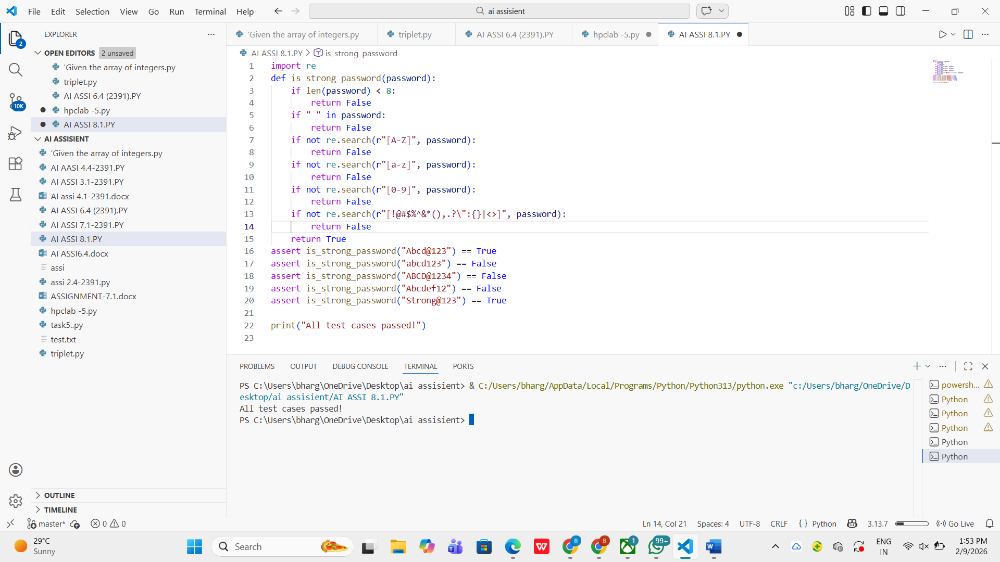 File Edit Selection View Go Run Terminal Help
ai assisient
EXPLORER
2
OPEN EDITORS 2 unsaved
'Given the array of integers.py
triplet.py
AI ASSI 6.4 (2391).PY
hpclab -5.py
AI ASSI 8.1.PY
10K
AI ASSISIENT
'Given the array of integers.py
AI AASI 4.4-2391.PY
AI ASSI 3.1-2391.PY
AI assi 4.1-2391.docx
AI ASSI 6.4 (2391).PY
AI ASSI 7.1-2391.PY
AI ASSI 8.1.PY
AI ASSI6.4.docx
assi
assi 2.4-2391.py
ASSIGNMENT-7.1.docx
hpclab -5.py
task5..py
test.txt
triplet.py
OUTLINE
TIMELINE
'Given the array of integers.py triplet.py AI ASSI 6.4 (2391).PY hpclab -5.py AI ASSI 8.1.PY
AI ASSI 8.1.PY > is_strong_password
1 import re
2 def is_strong_password(password):
3     if len(password) < 8:
4         return False
5     if " " in password:
6         return False
7     if not re.search(r"[A-Z]", password):
8         return False
9     if not re.search(r"[a-z]", password):
10         return False
11     if not re.search(r"[0-9]", password):
12         return False
13     if not re.search(r"[!@#$%^&*(),.?\":{}|<>]", password):
14         return False
15     return True
16 assert is_strong_password("Abcd@123") == True
17 assert is_strong_password("abcd123") == False
18 assert is_strong_password("ABCD@1234") == False
19 assert is_strong_password("Abcdef12") == False
20 assert is_strong_password("Strong@123") == True
21
22 print("All test cases passed!")
23
PROBLEMS OUTPUT DEBUG CONSOLE TERMINAL PORTS
PS C:\Users\bharg\OneDrive\Desktop\ai assisient> & C:/Users/bharg/AppData/Local/Programs/Python/Python313/python.exe "c:/Users/bharg/OneDrive/D
esktop/ai assisient/AI ASSI 8.1.PY"
All test cases passed!
PS C:\Users\bharg\OneDrive\Desktop\ai assisient>
powersh...
Python
Python
Python
Python
Python
master* 0 0 Ln 14, Col 21 Spaces: 4 UTF-8 CRLF { } Python 3.13.7 Go Live
29°C
Sunny
Search
B B 1 99+
ENG
IN
1:53 PM
2/9/2026